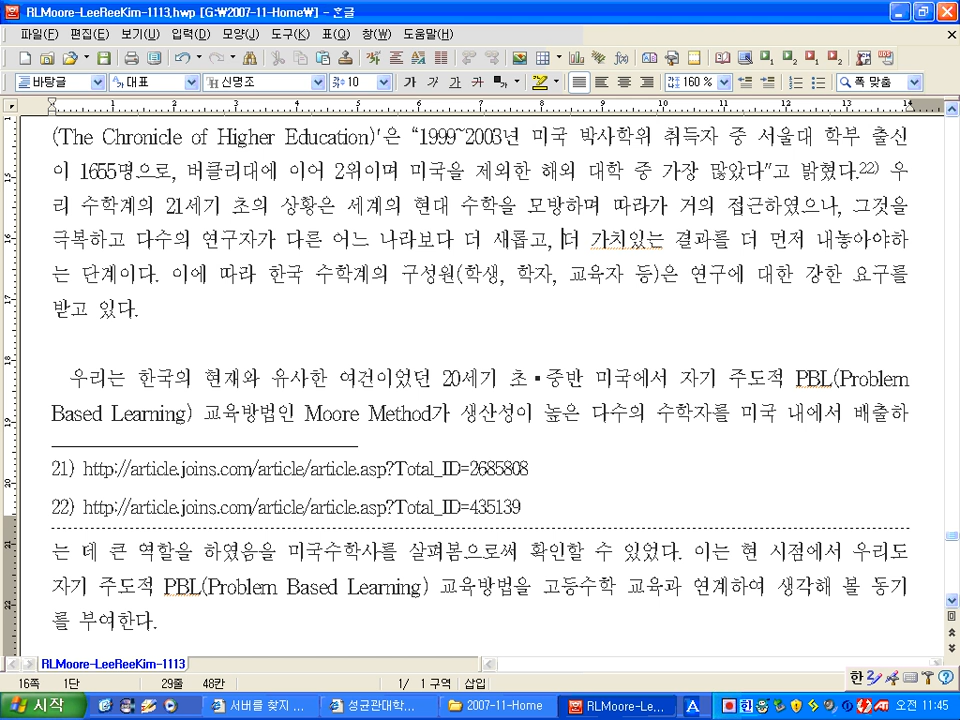 RLMoore-LeeReeKim-1113.hwp [G:₩2007-11-Home₩] - 한글
파일(F) 편집(E) 보기(U) 입력(D) 모양(J) 도구(K) 표(Q) 창(W) 도움말(H)
바탕글 대표 신명조 10 가 가 가 가 160 % 폭 맞춤
1 2 3 4 5 6 7 8 9 10 11 12 13 14
(The Chronicle of Higher Education)'은 “1999~2003년 미국 박사학위 취득자 중 서울대 학부 출신
이 1655명으로, 버클리대에 이어 2위이며 미국을 제외한 해외 대학 중 가장 많았다”고 밝혔다.22) 우
리 수학계의 21세기 초의 상황은 세계의 현대 수학을 모방하며 따라가 거의 접근하였으나, 그것을
극복하고 다수의 연구자가 다른 어느 나라보다 더 새롭고, 더 가치있는 결과를 더 먼저 내놓아야하
는 단계이다. 이에 따라 한국 수학계의 구성원(학생, 학자, 교육자 등)은 연구에 대한 강한 요구를
받고 있다.
우리는 한국의 현재와 유사한 여건이었던 20세기 초▪중반 미국에서 자기 주도적 PBL(Problem
Based Learning) 교육방법인 Moore Method가 생산성이 높은 다수의 수학자를 미국 내에서 배출하
21) http://article.joins.com/article/article.asp?Total_ID=2685808
22) http://article.joins.com/article/article.asp?Total_ID=435139
는 데 큰 역할을 하였음을 미국수학사를 살펴봄으로써 확인할 수 있었다. 이는 현 시점에서 우리도
자기 주도적 PBL(Problem Based Learning) 교육방법을 고등수학 교육과 연계하여 생각해 볼 동기
를 부여한다.
RLMoore-LeeReeKim-1113
16쪽 1단 29줄 48칸 1/ 1 구역 삽입
한
시작 서버를 찾지 ... 성균관대학... 2007-11-Home RLMoore-Le... A 한 오전 11:45